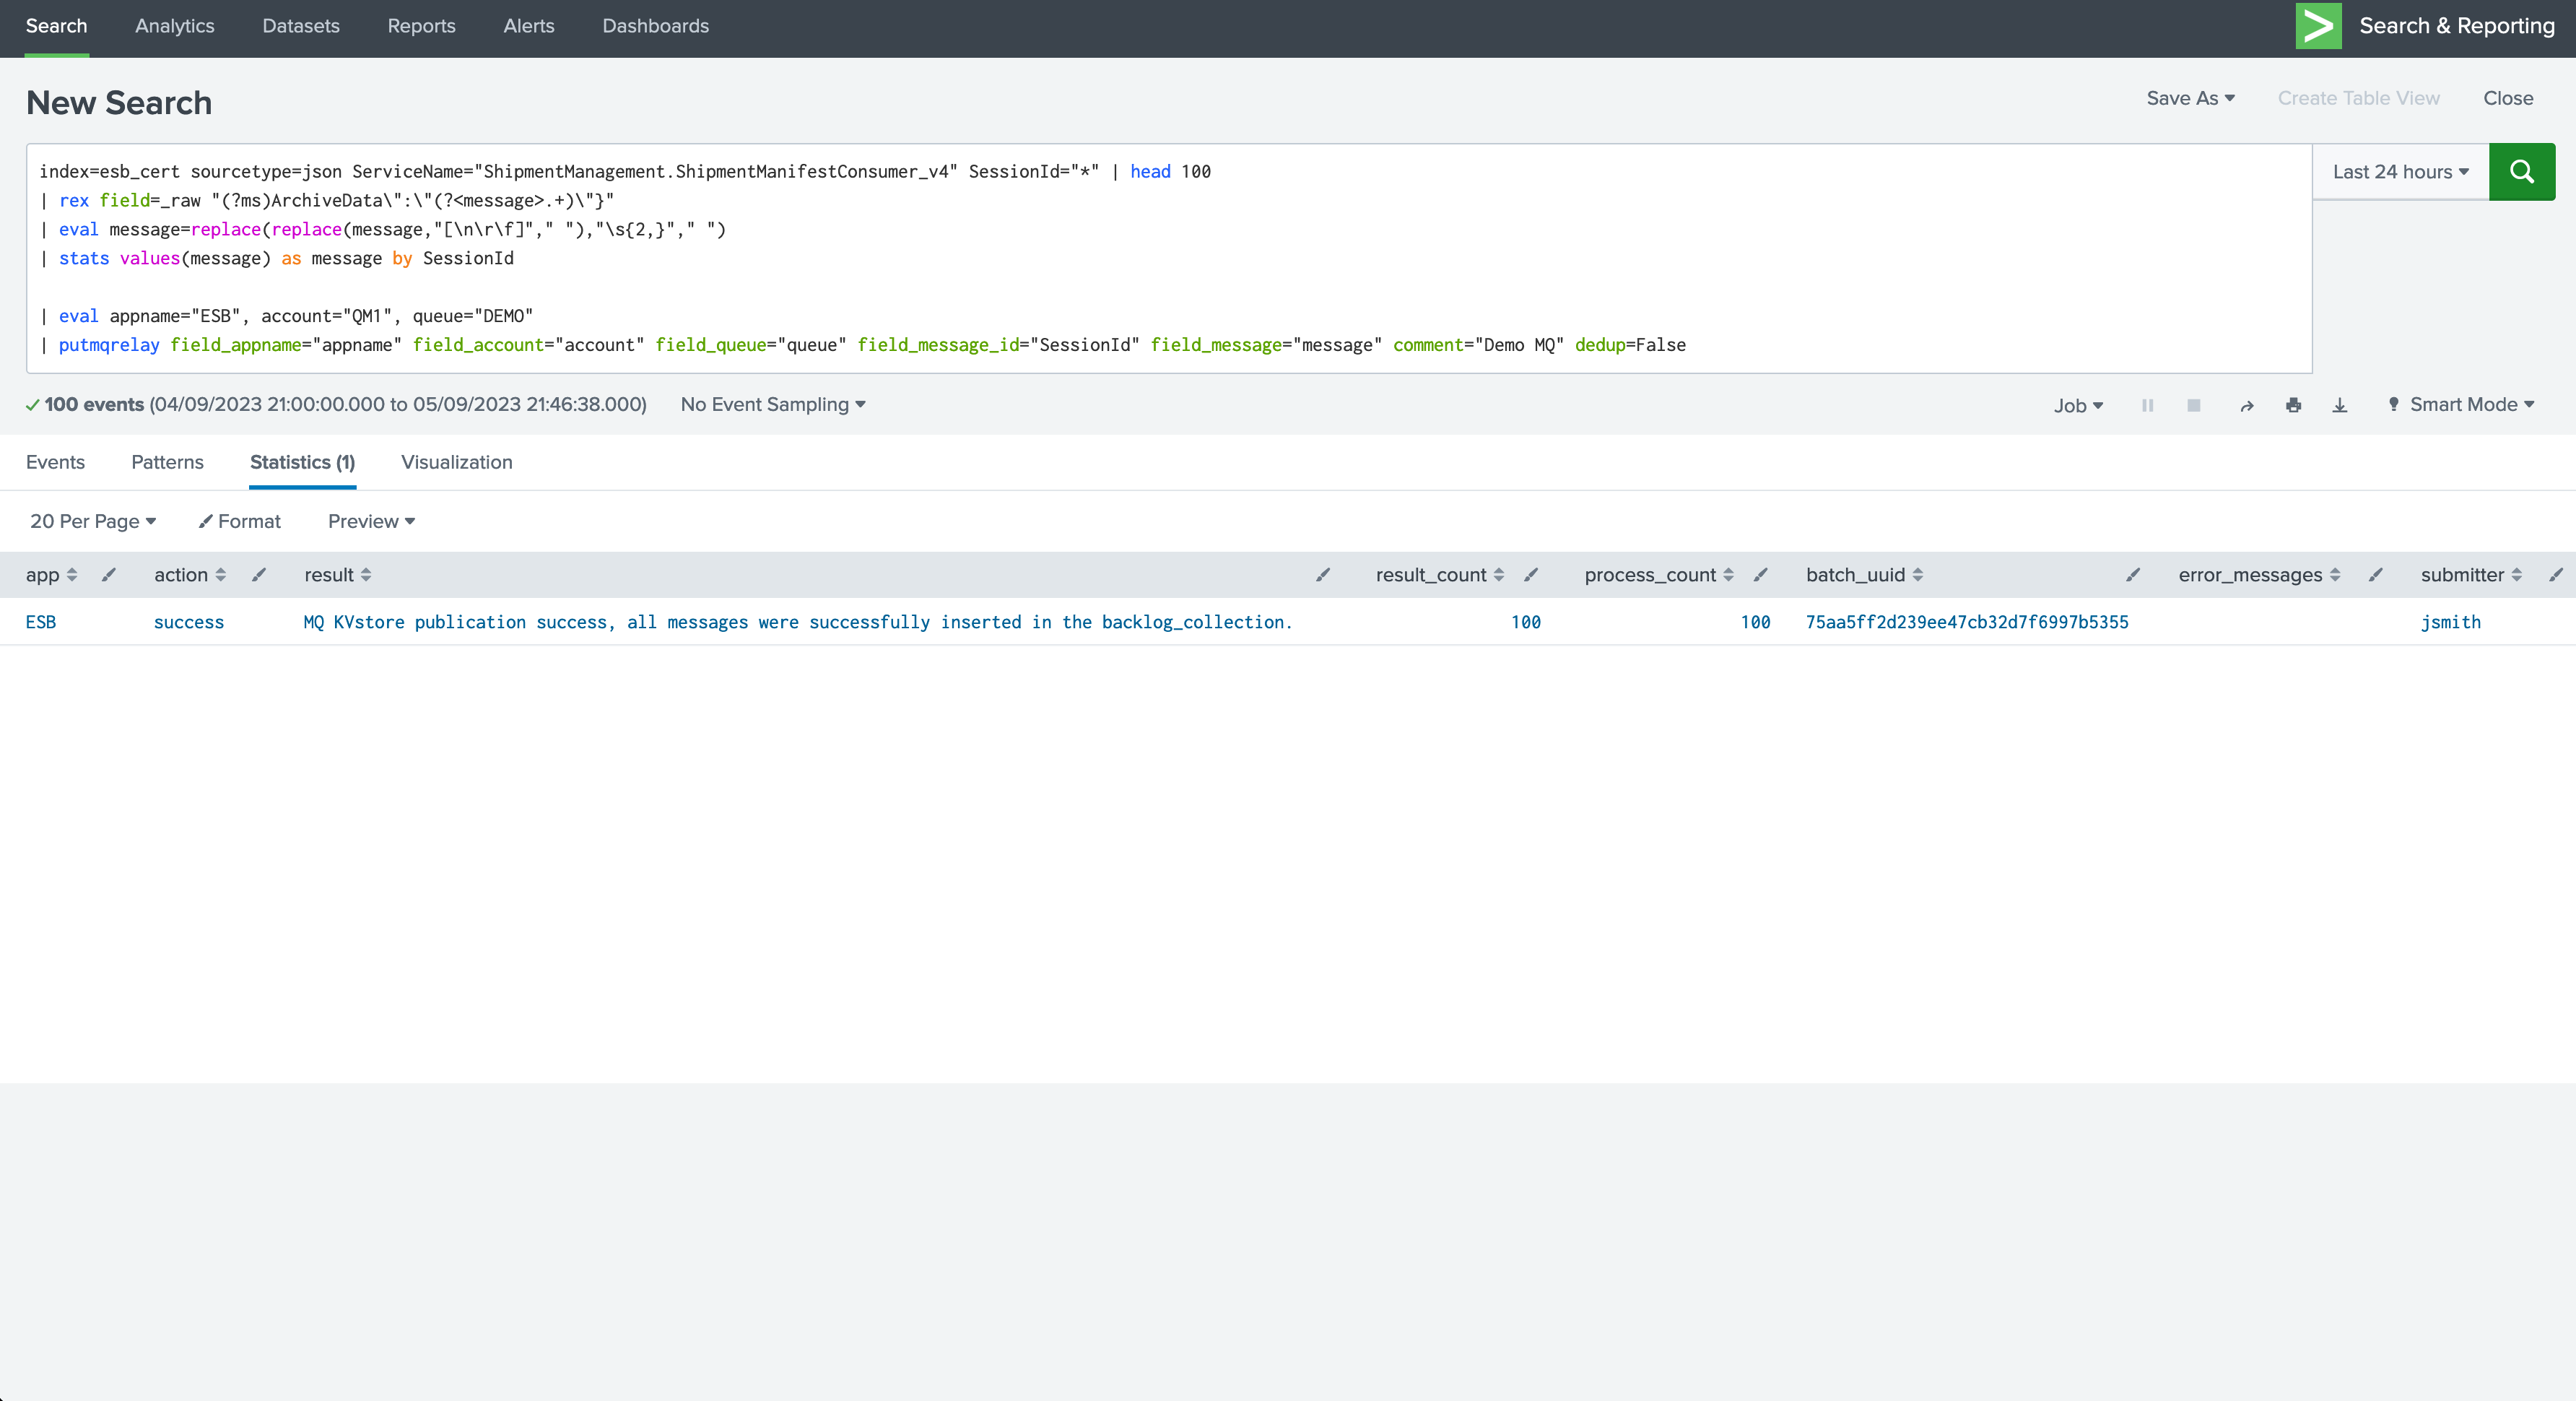 Search Analytics Datasets Reports Alerts Dashboards > Search & Reporting
New Search Save As Create Table View Close
index=esb_cert sourcetype=json ServiceName="ShipmentManagement.ShipmentManifestConsumer_v4" SessionId="*" | head 100 Last 24 hours
| rex field=_raw "(?ms)ArchiveData\":\"(?<message>.+)\"}"
| eval message=replace(replace(message,"[\n\r\f]"," "),"\s{2,}"," ")
| stats values(message) as message by SessionId
| eval appname="ESB", account="QM1", queue="DEMO"
| putmqrelay field_appname="appname" field_account="account" field_queue="queue" field_message_id="SessionId" field_message="message" comment="Demo MQ" dedup=False
100 events (04/09/2023 21:00:00.000 to 05/09/2023 21:46:38.000) No Event Sampling Job Smart Mode
Events Patterns Statistics (1) Visualization
20 Per Page Format Preview
app action result result_count process_count batch_uuid error_messages submitter
ESB success MQ KVstore publication success, all messages were successfully inserted in the backlog_collection. 100 100 75aa5ff2d239ee47cb32d7f6997b5355 jsmith